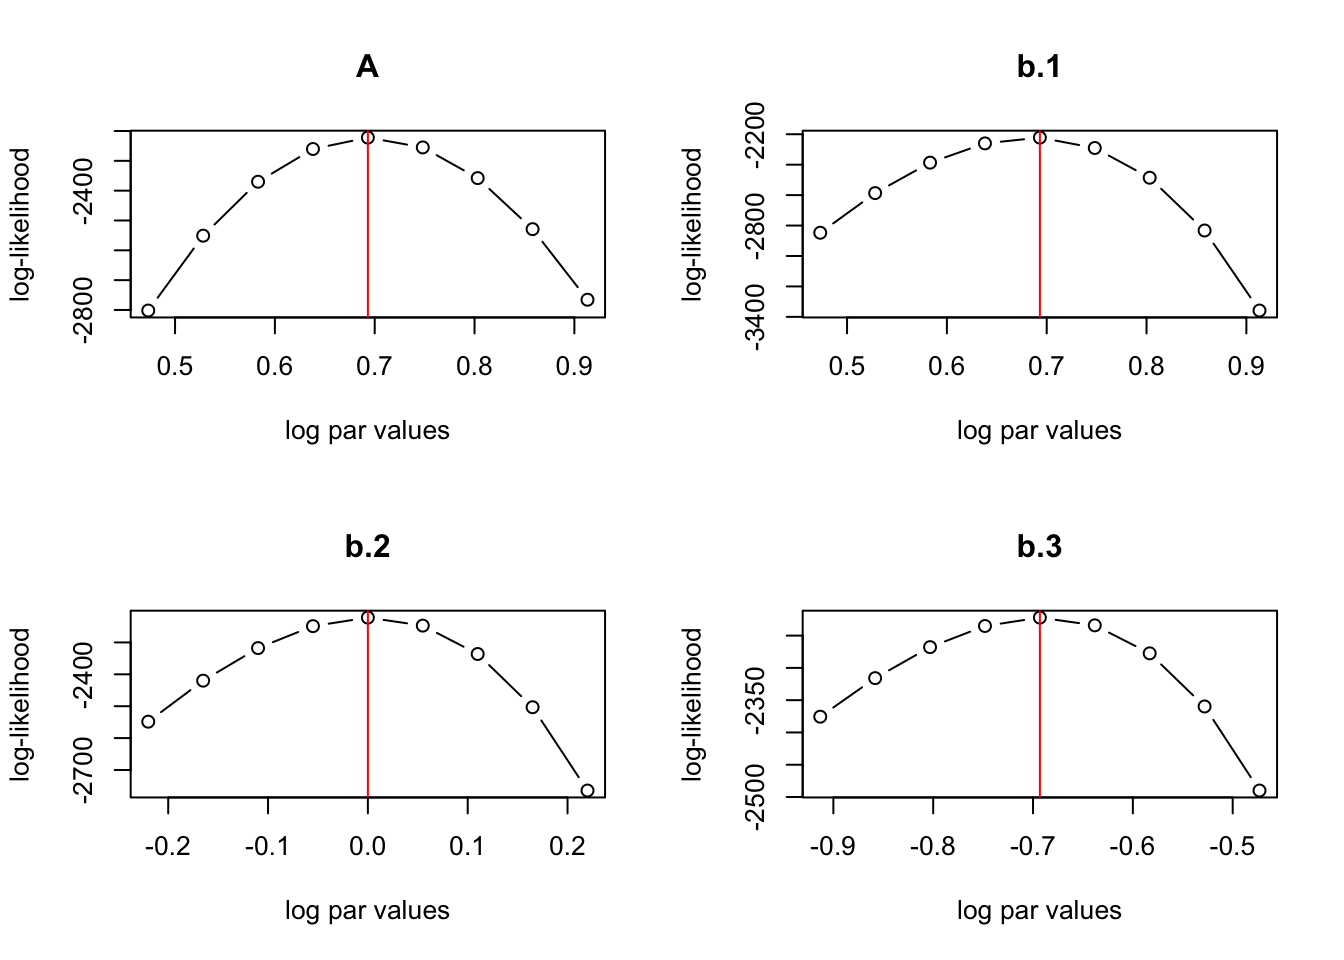 A
log-likelihood
-2400
-2800
0.5 0.6 0.7 0.8 0.9
log par values
b.1
log-likelihood
-2200
-2800
-3400
0.5 0.6 0.7 0.8 0.9
log par values
b.2
log-likelihood
-2400
-2700
-0.2 -0.1 0.0 0.1 0.2
log par values
b.3
log-likelihood
-2350
-2500
-0.9 -0.8 -0.7 -0.6 -0.5
log par values